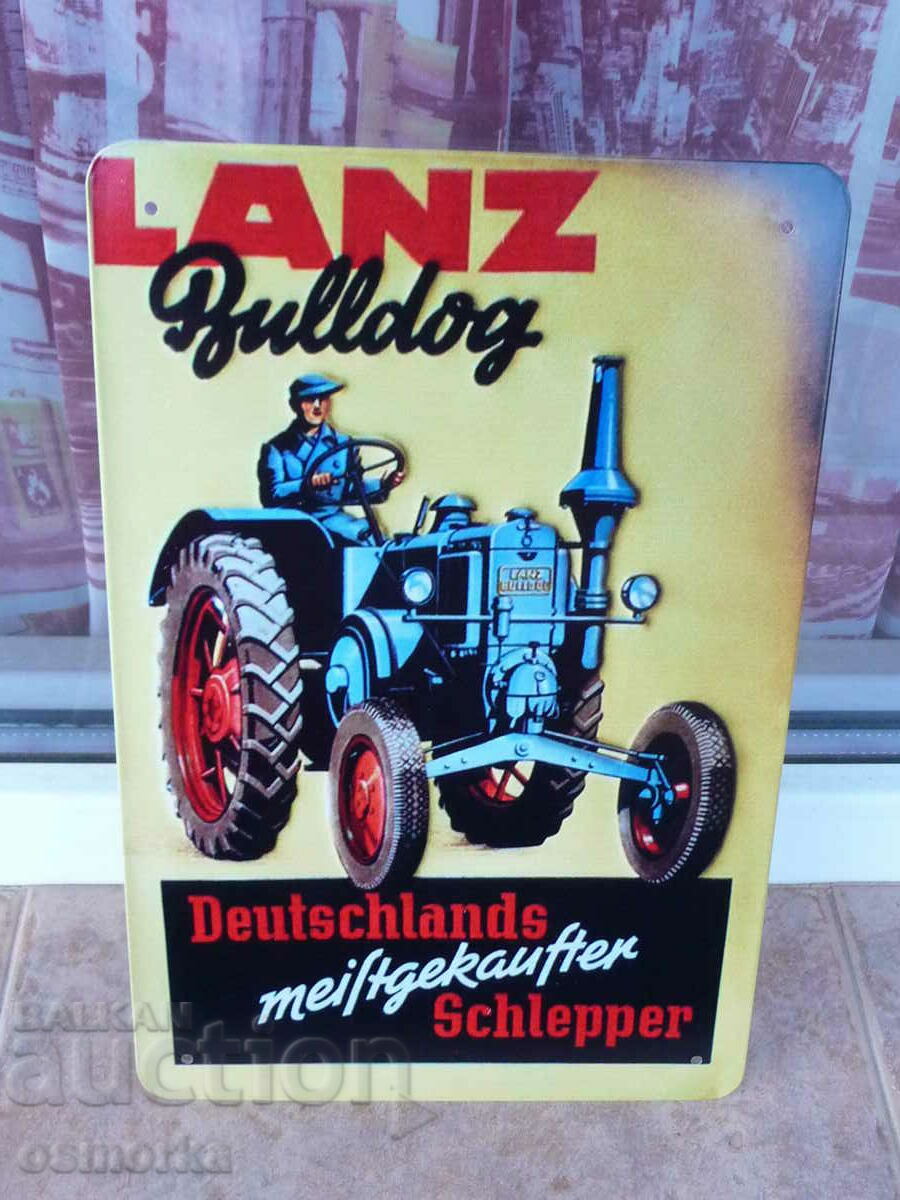 LANZ
Bulldog
LANZ
BULLDOG
Deutschlands
meiſtgekaufter
Schlepper
BALKAN
auction
osmorka